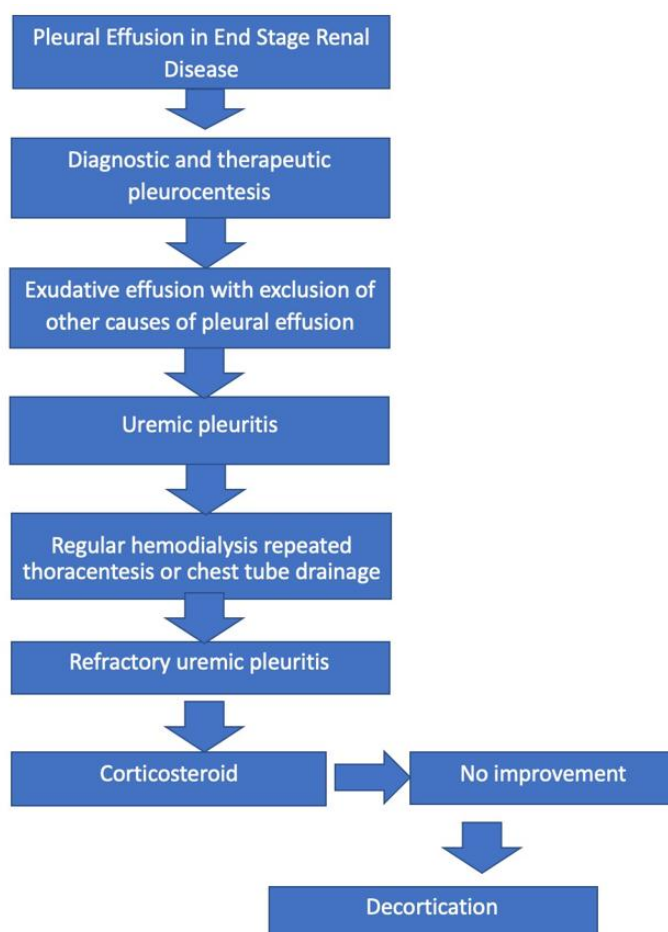 Pleural Effusion in End Stage Renal
Disease
Diagnostic and therapeutic
pleurocentesis
Exudative effusion with exclusion of
other causes of pleural effusion
Uremic pleuritis
Regular hemodialysis repeated
thoracentesis or chest tube drainage
Refractory uremic pleuritis
Corticosteroid
No improvement
Decortication